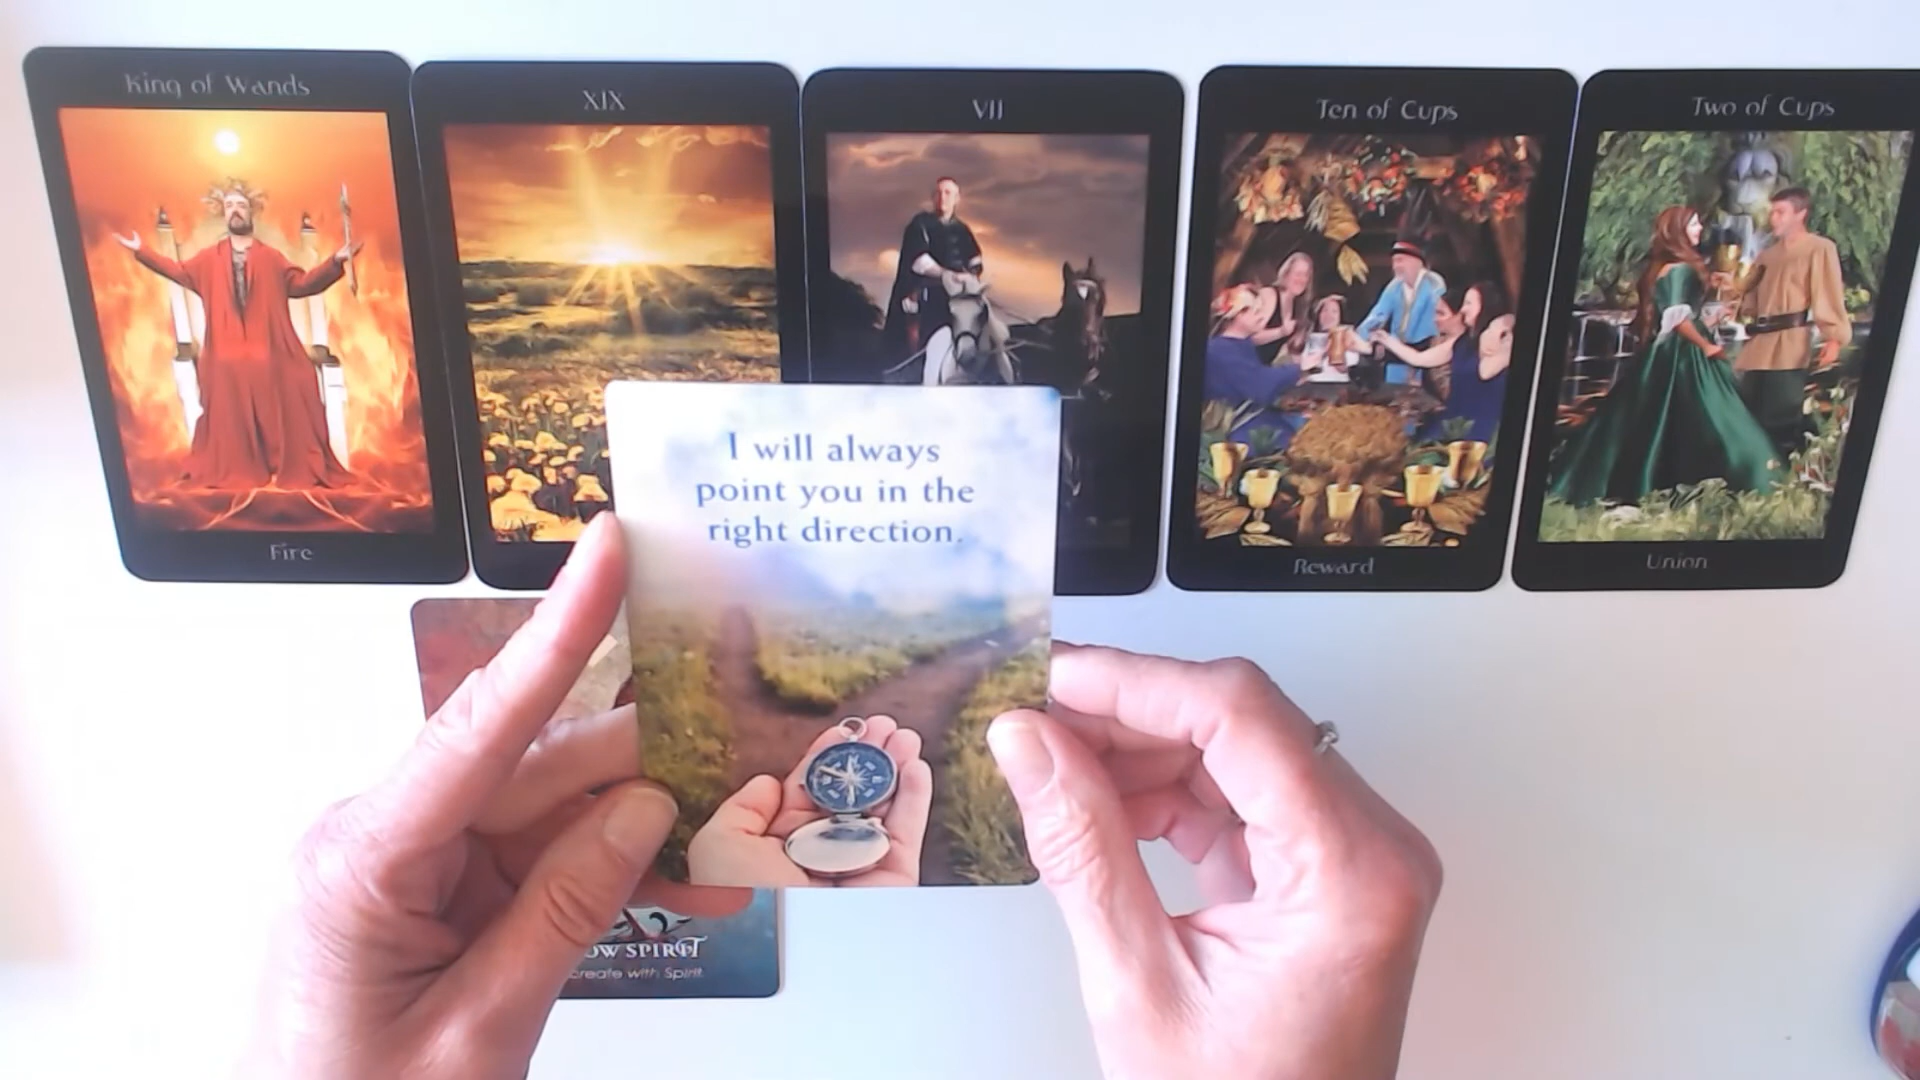 King of Wands
XIX
VII
Ten of Cups
Two of Cups
Fire
Reward
Union
I will always
point you in the
right direction.
SPIRIT
with Spirit